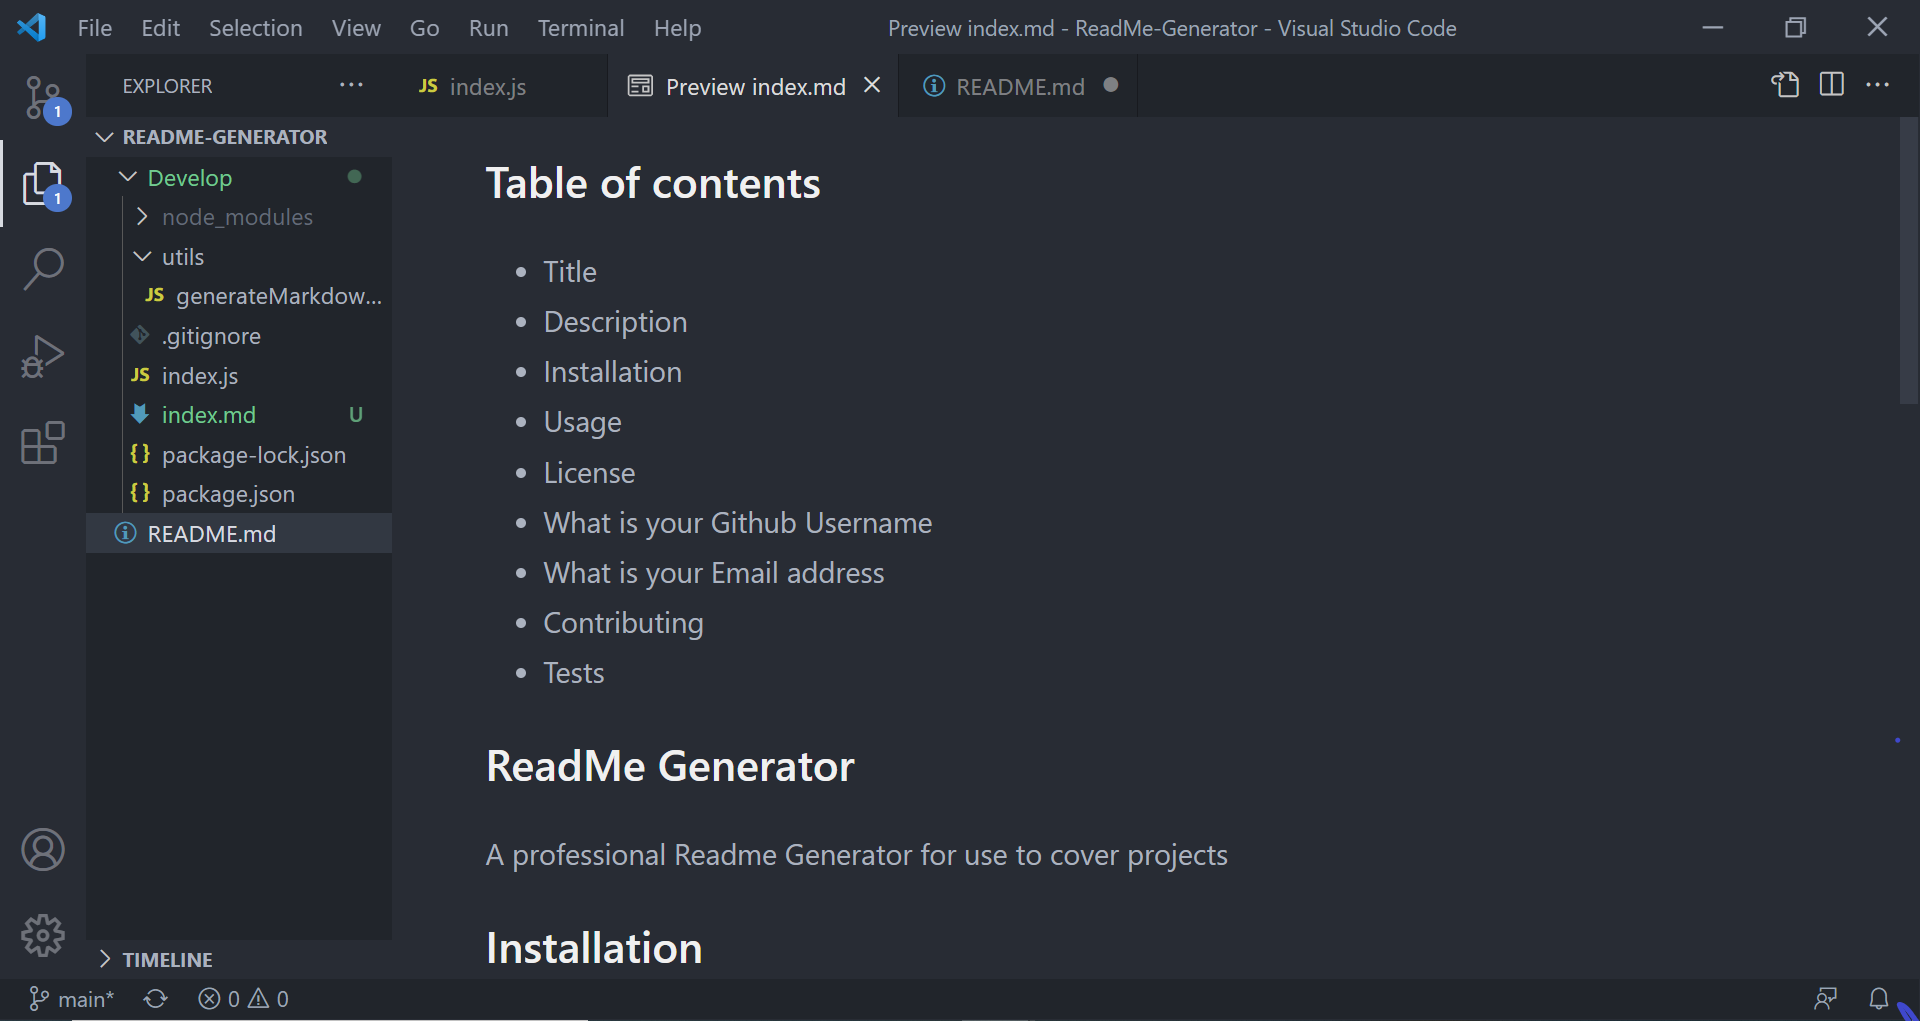 File Edit Selection View Go Run Terminal Help Preview index.md - ReadMe-Generator - Visual Studio Code
EXPLORER ··· JS index.js Preview index.md README.md ···
1
README-GENERATOR
Develop
1
node_modules
utils
JS generateMarkdow...
.gitignore
JS index.js
index.md U
{} package-lock.json
{} package.json
README.md
TIMELINE
Table of contents
• Title
• Description
• Installation
• Usage
• License
• What is your Github Username
• What is your Email address
• Contributing
• Tests
ReadMe Generator
A professional Readme Generator for use to cover projects
Installation
main* 0 0